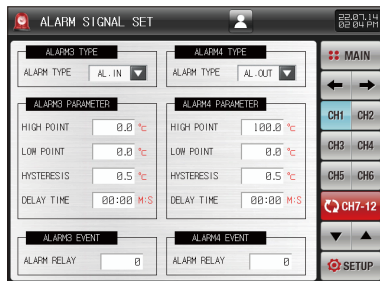 ALARM SIGNAL SET
22.07.14
02:04 PM
ALARM3 TYPE
ALARM TYPE AL.IN
ALARM4 TYPE
ALARM TYPE AL.OUT
ALARM3 PARAMETER
HIGH POINT 0.0 ℃
LOW POINT 0.0 ℃
HYSTERESIS 0.5 ℃
DELAY TIME 00:00 M:S
ALARM4 PARAMETER
HIGH POINT 100.0 ℃
LOW POINT 0.0 ℃
HYSTERESIS 0.5 ℃
DELAY TIME 00:00 M:S
ALARM3 EVENT
ALARM RELAY 0
ALARM4 EVENT
ALARM RELAY 0
MAIN
CH1 CH2
CH3 CH4
CH5 CH6
CH7-12
SETUP